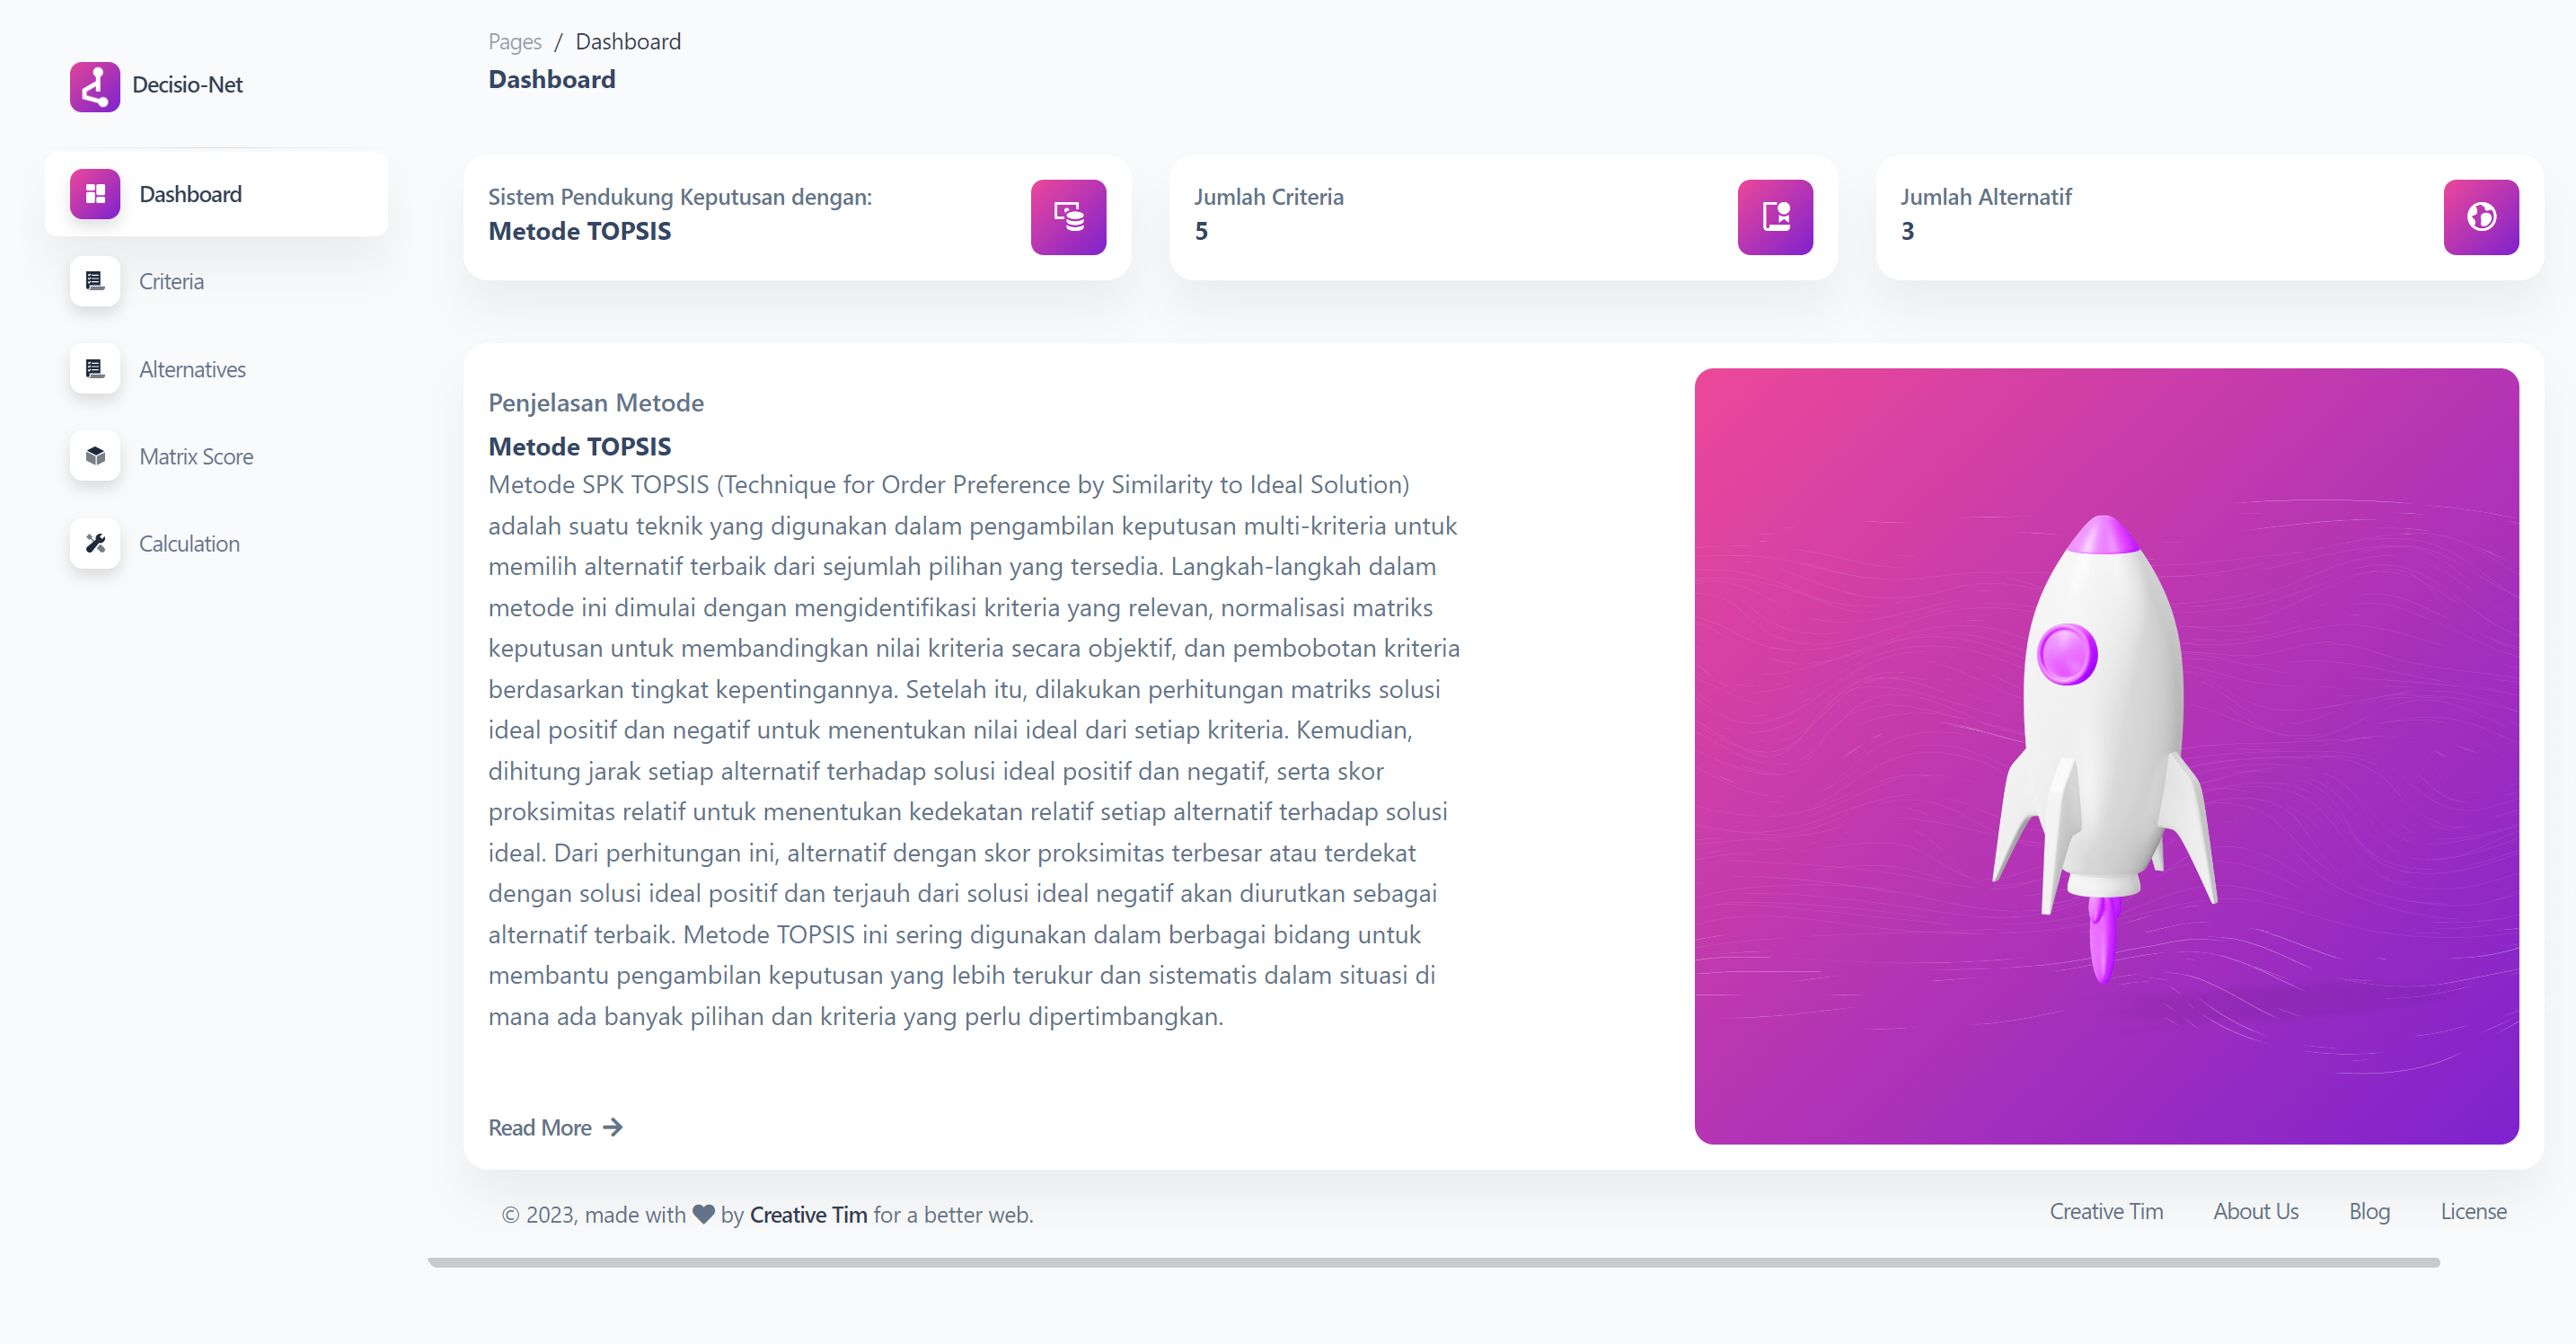 Decisio-Net
Dashboard
Criteria
Alternatives
Matrix Score
Calculation
Pages / Dashboard
Dashboard
Sistem Pendukung Keputusan dengan:
Metode TOPSIS
Jumlah Criteria
5
Jumlah Alternatif
3
Penjelasan Metode
Metode TOPSIS
Metode SPK TOPSIS (Technique for Order Preference by Similarity to Ideal Solution)
adalah suatu teknik yang digunakan dalam pengambilan keputusan multi-kriteria untuk
memilih alternatif terbaik dari sejumlah pilihan yang tersedia. Langkah-langkah dalam
metode ini dimulai dengan mengidentifikasi kriteria yang relevan, normalisasi matriks
keputusan untuk membandingkan nilai kriteria secara objektif, dan pembobotan kriteria
berdasarkan tingkat kepentingannya. Setelah itu, dilakukan perhitungan matriks solusi
ideal positif dan negatif untuk menentukan nilai ideal dari setiap kriteria. Kemudian,
dihitung jarak setiap alternatif terhadap solusi ideal positif dan negatif, serta skor
proksimitas relatif untuk menentukan kedekatan relatif setiap alternatif terhadap solusi
ideal. Dari perhitungan ini, alternatif dengan skor proksimitas terbesar atau terdekat
dengan solusi ideal positif dan terjauh dari solusi ideal negatif akan diurutkan sebagai
alternatif terbaik. Metode TOPSIS ini sering digunakan dalam berbagai bidang untuk
membantu pengambilan keputusan yang lebih terukur dan sistematis dalam situasi di
mana ada banyak pilihan dan kriteria yang perlu dipertimbangkan.
Read More →
© 2023, made with ♥ by Creative Tim for a better web.
Creative Tim About Us Blog License